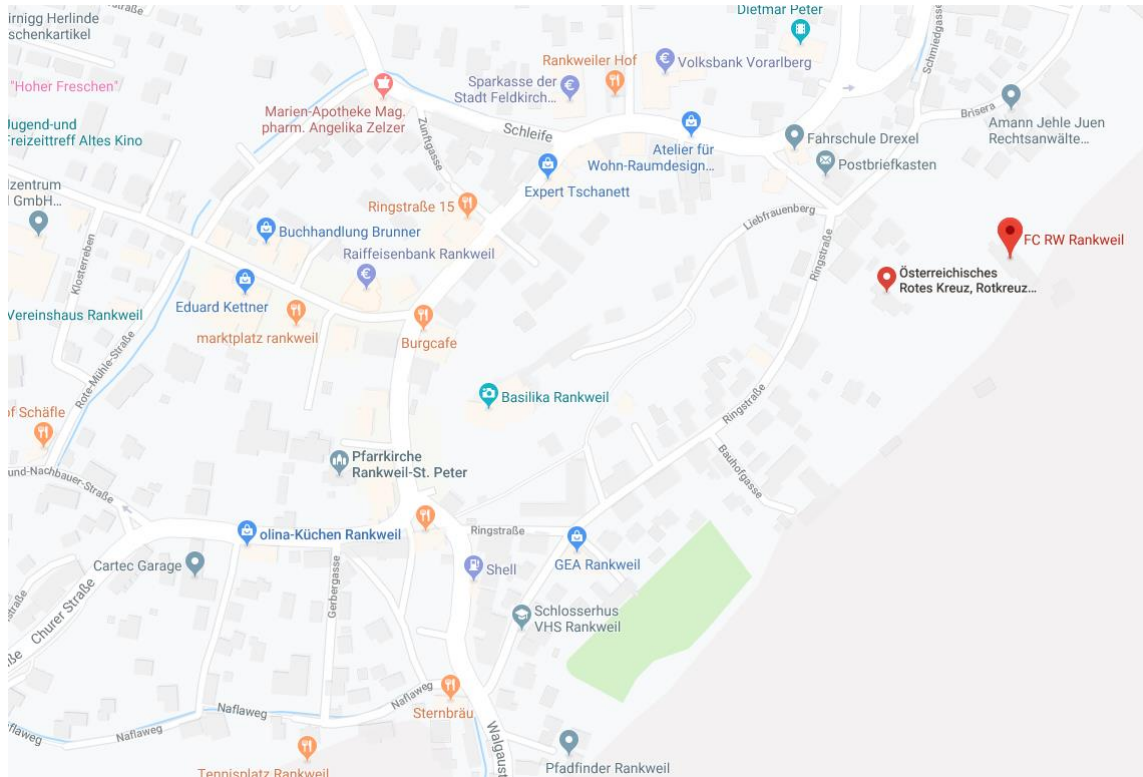 irnigg Herlinde
schenkartikel
"Hoher Freschen"
Jugend-und
Freizeittreff Altes Kino
lzentrum
GmbH...
Klosterreben
Vereinshaus Rankweil
Rote-Mühle-Straße
of Schäfle
und-Nachbauer-Straße
Marien-Apotheke Mag.
pharm. Angelika Zelzer
Zunftgasse
Schleife
Sparkasse der
Stadt Feldkirch...
Rankweiler Hof
Volksbank Vorarlberg
Dietmar Peter
Schmiedgasse
Brisera
Amann Jehle Juen
Rechtsanwälte...
Fahrschule Drexel
Postbriefkasten
Atelier für
Wohn-Raumdesign...
Expert Tschanett
Ringstraße 15
Buchhandlung Brunner
Raiffeisenbank Rankweil
Eduard Kettner
marktplatz rankweil
Burgcafe
Liebfrauenberg
Ringstraße
FC RW Rankweil
Österreichisches
Rotes Kreuz, Rotkreuz...
Basilika Rankweil
Ringstraße
Bauhofgasse
Pfarrkirche
Rankweil-St. Peter
olina-Küchen Rankweil
Ringstraße
GEA Rankweil
Cartec Garage
Shell
Gerbergasse
Churer Straße
Schlosserhus
VHS Rankweil
Naflaweg
Sternbräu
Naflaweg
Naflaweg
Walgaust
Tennisplatz Rankweil
Pfadfinder Rankweil